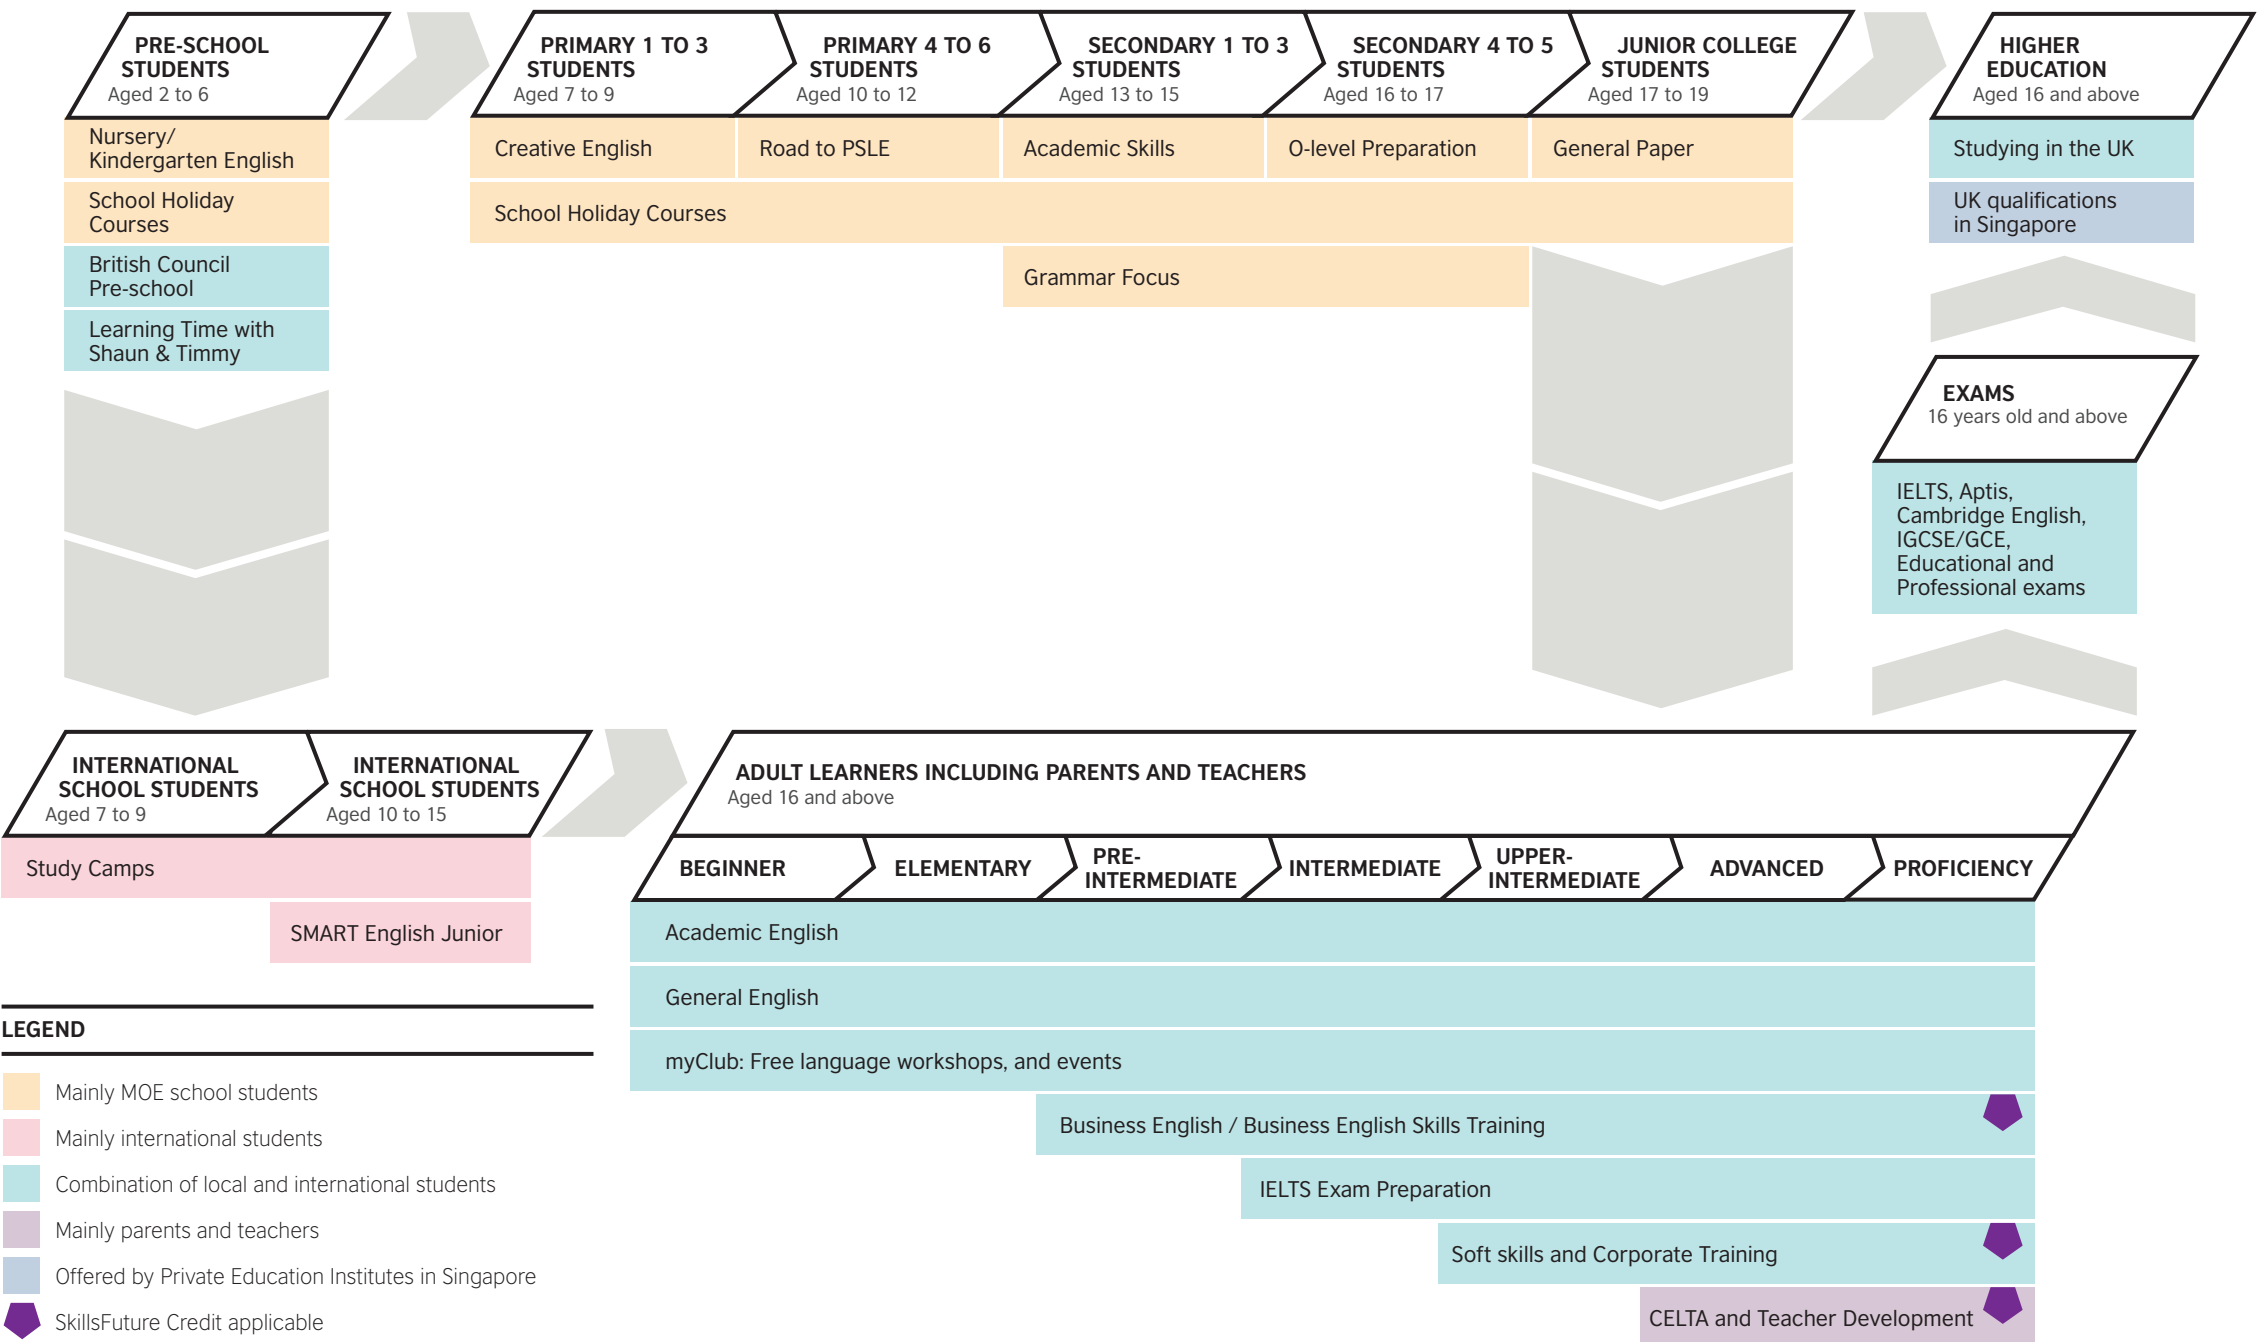 PRE-SCHOOL
STUDENTS
Aged 2 to 6
Nursery/
Kindergarten English
School Holiday
Courses
British Council
Pre-school
Learning Time with
Shaun & Timmy
PRIMARY 1 TO 3
STUDENTS
Aged 7 to 9
Creative English
PRIMARY 4 TO 6
STUDENTS
Aged 10 to 12
Road to PSLE
SECONDARY 1 TO 3
STUDENTS
Aged 13 to 15
Academic Skills
SECONDARY 4 TO 5
STUDENTS
Aged 16 to 17
O-level Preparation
JUNIOR COLLEGE
STUDENTS
Aged 17 to 19
General Paper
School Holiday Courses
Grammar Focus
HIGHER
EDUCATION
Aged 16 and above
Studying in the UK
UK qualifications
in Singapore
EXAMS
16 years old and above
IELTS, Aptis,
Cambridge English,
IGCSE/GCE,
Educational and
Professional exams
INTERNATIONAL
SCHOOL STUDENTS
Aged 7 to 9
INTERNATIONAL
SCHOOL STUDENTS
Aged 10 to 15
Study Camps
SMART English Junior
ADULT LEARNERS INCLUDING PARENTS AND TEACHERS
Aged 16 and above
BEGINNER
ELEMENTARY
PRE-
INTERMEDIATE
INTERMEDIATE
UPPER-
INTERMEDIATE
ADVANCED
PROFICIENCY
Academic English
General English
myClub: Free language workshops, and events
Business English / Business English Skills Training
IELTS Exam Preparation
Soft skills and Corporate Training
CELTA and Teacher Development
LEGEND
Mainly MOE school students
Mainly international students
Combination of local and international students
Mainly parents and teachers
Offered by Private Education Institutes in Singapore
SkillsFuture Credit applicable